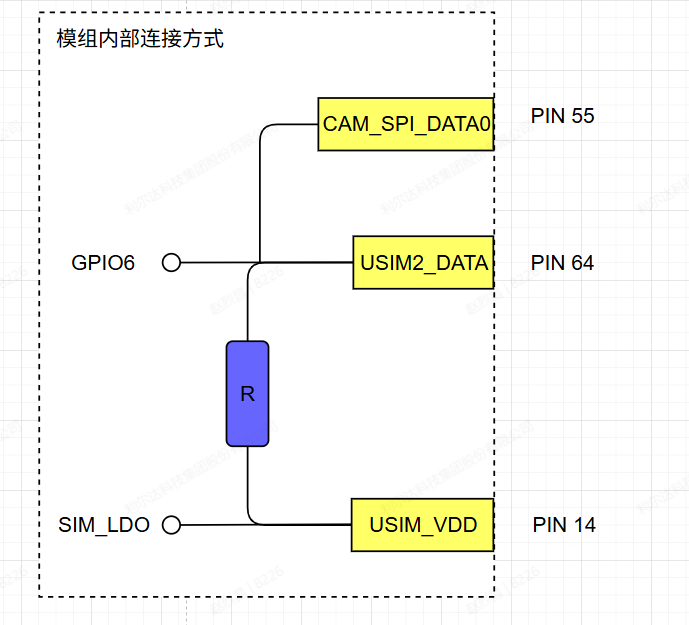 模组内部连接方式
CAM_SPI_DATA0
PIN 55
GPIO6
USIM2_DATA
PIN 64
R
SIM_LDO
USIM_VDD
PIN 14